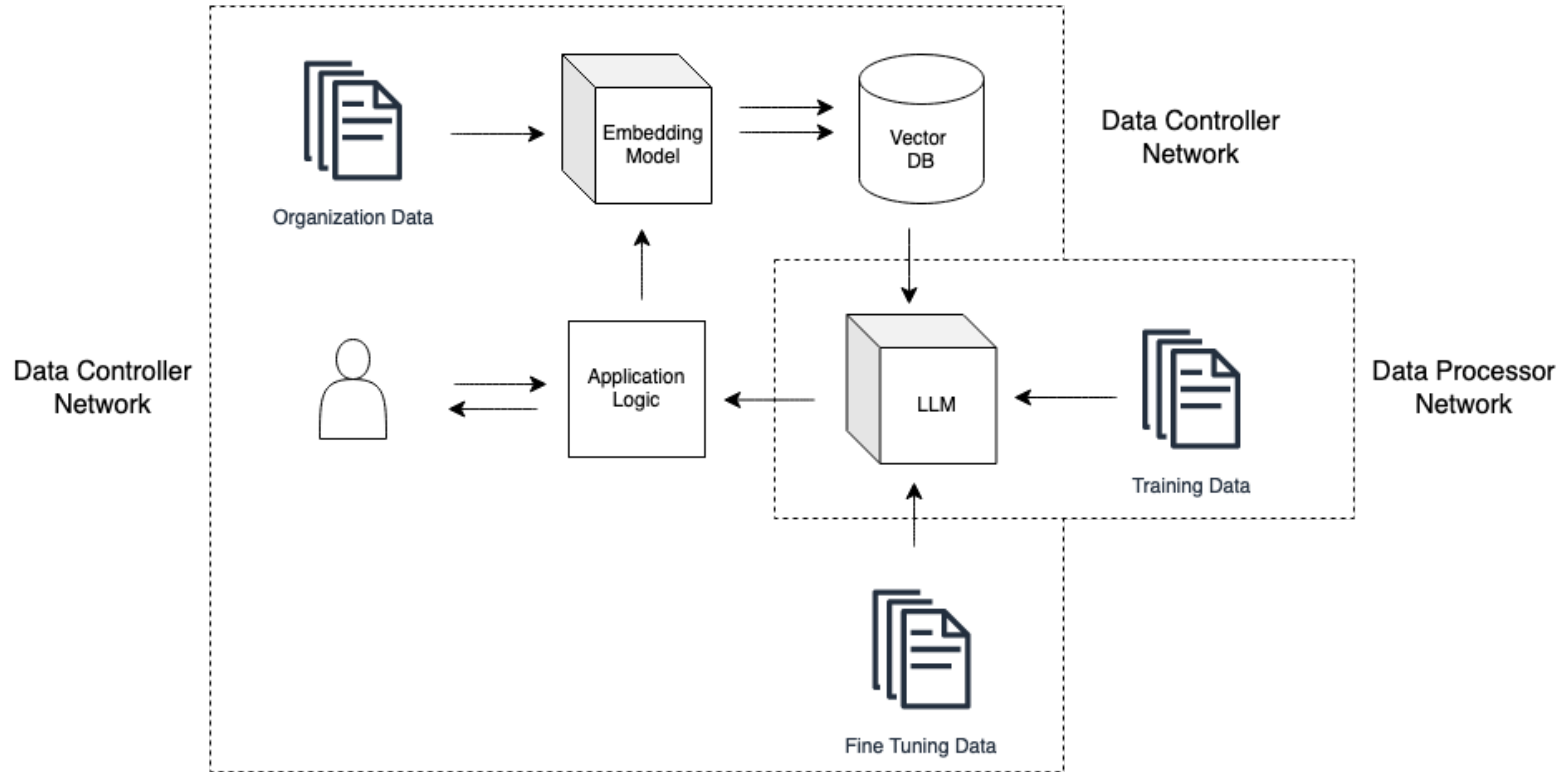 Embedding
Model
Vector
DB
Data Controller
Network
Organization Data
Data Controller
Network
Application
Logic
LLM
Data Processor
Network
Training Data
Fine Tuning Data